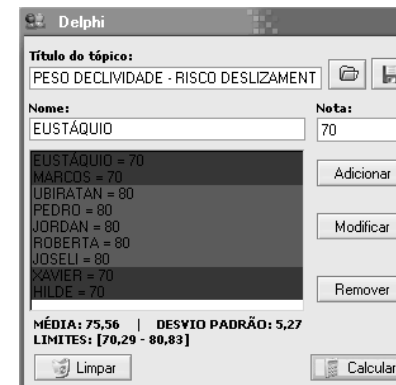 Delphi
Título do tópico:
PESO DECLIVIDADE - RISCO DESLIZAMENT
Nome:
Nota:
EUSTÁQUIO
70
EUSTÁQUIO = 70
MARCOS = 70
UBIRATAN = 80
PEDRO = 80
JORDAN = 80
ROBERTA = 80
JOSELI = 80
XAVIER = 70
HILDE = 70
Adicionar
Modificar
Remover
MÉDIA: 75,56 | DESVIO PADRÃO: 5,27
LIMITES: [70,29 - 80,83]
Limpar
Calcular